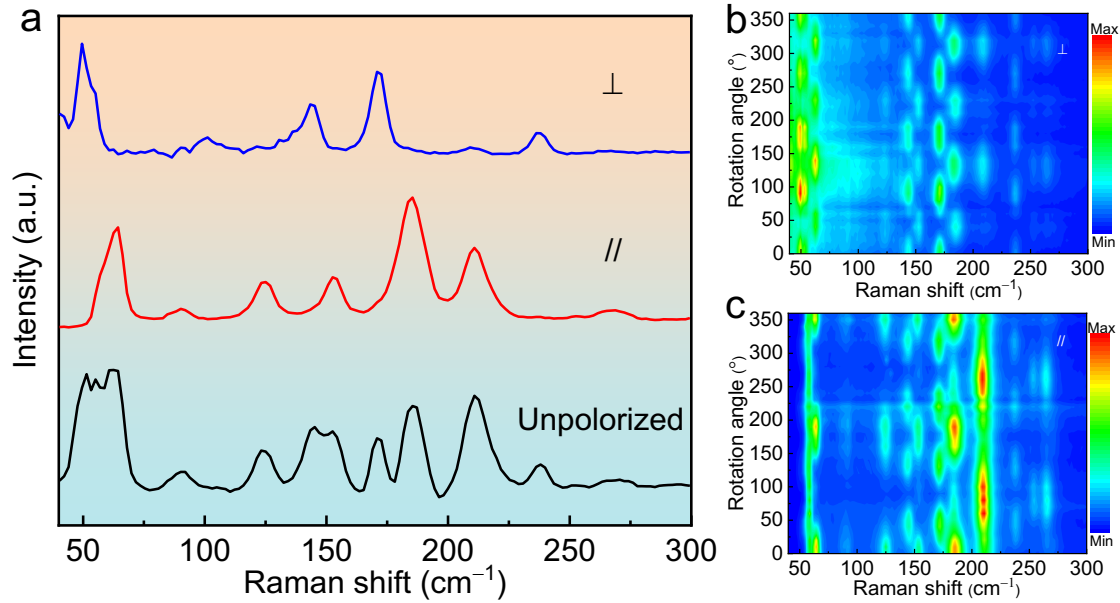 a
Intensity (a.u.)
⊥
//
Unpolorized
50 100 150 200 250 300
Raman shift (cm⁻¹)
b
Rotation angle (°)
350
300
250
200
150
100
50
0
⊥
Max
Min
50 100 150 200 250 300
Raman shift (cm⁻¹)
c
Rotation angle (°)
350
300
250
200
150
100
50
0
//
Max
Min
50 100 150 200 250 300
Raman shift (cm⁻¹)